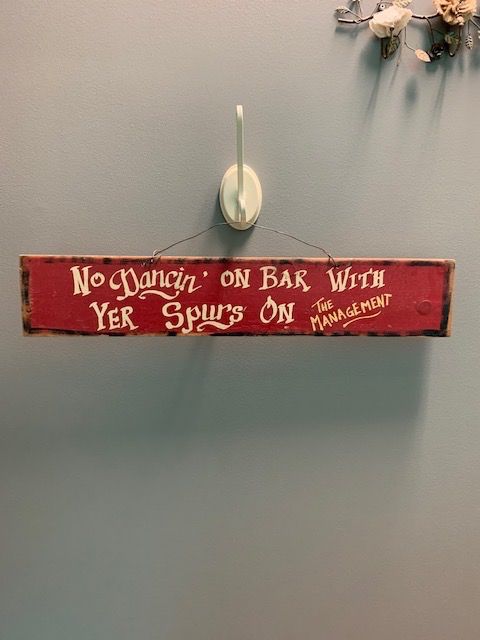 No Dancin' on Bar With
Yer Spurs On
The
Management